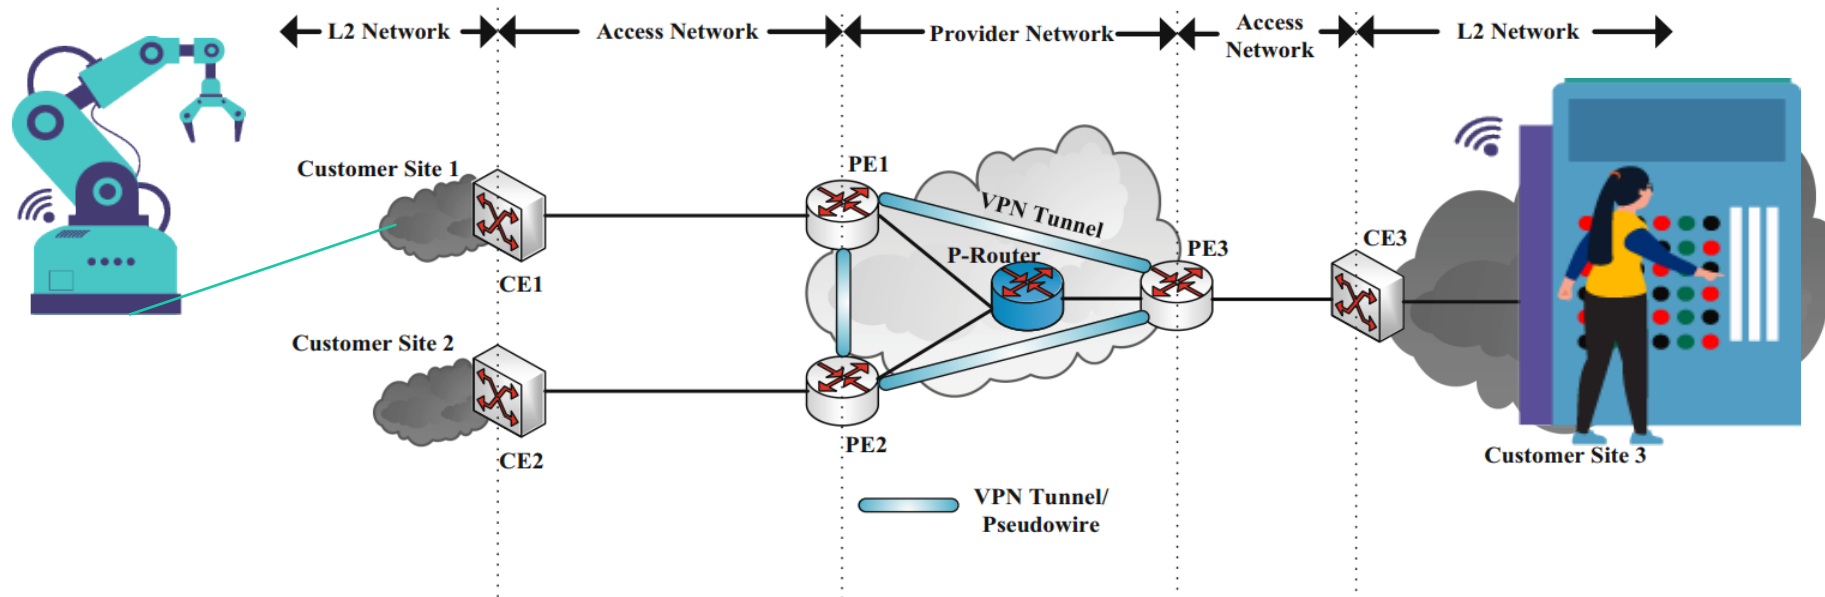 L2 Network
Access Network
Provider Network
Access
Network
L2 Network
Customer Site 1
PE1
VPN Tunnel
P-Router
PE3
CE3
CE1
Customer Site 2
CE2
PE2
Customer Site 3
VPN Tunnel/
Pseudowire